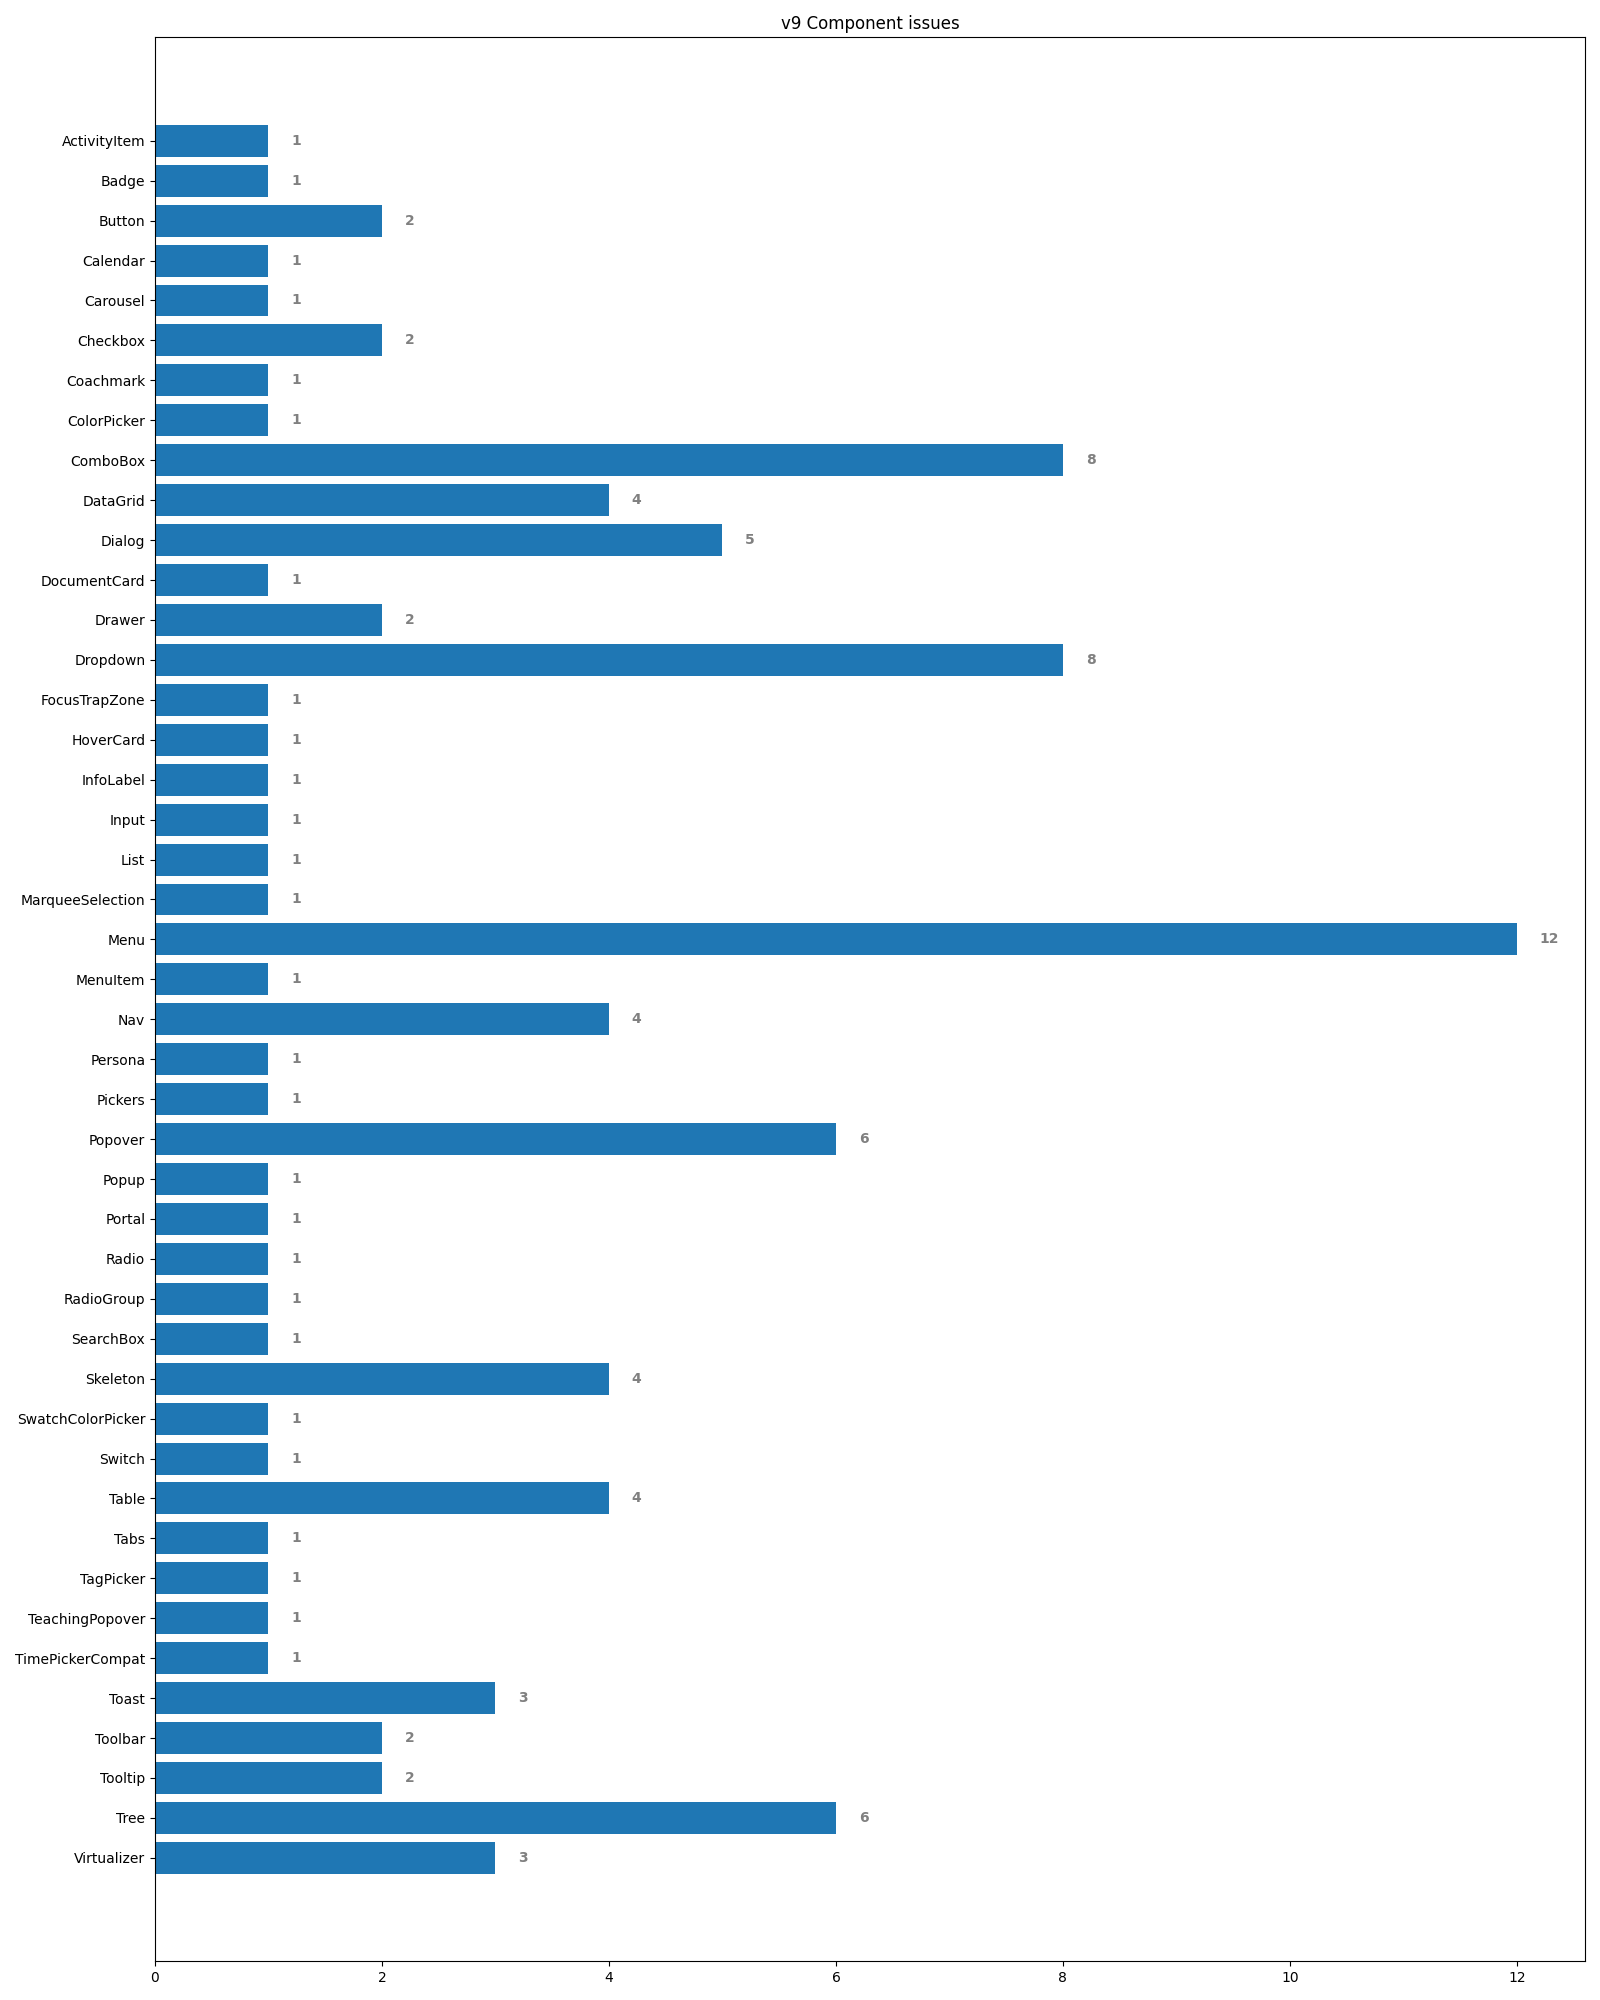 v9 Component issues
ActivityItem 1
Badge 1
Button 2
Calendar 1
Carousel 1
Checkbox 2
Coachmark 1
ColorPicker 1
ComboBox 8
DataGrid 4
Dialog 5
DocumentCard 1
Drawer 2
Dropdown 8
FocusTrapZone 1
HoverCard 1
InfoLabel 1
Input 1
List 1
MarqueeSelection 1
Menu 12
MenuItem 1
Nav 4
Persona 1
Pickers 1
Popover 6
Popup 1
Portal 1
Radio 1
RadioGroup 1
SearchBox 1
Skeleton 4
SwatchColorPicker 1
Switch 1
Table 4
Tabs 1
TagPicker 1
TeachingPopover 1
TimePickerCompat 1
Toast 3
Toolbar 2
Tooltip 2
Tree 6
Virtualizer 3
0 2 4 6 8 10 12